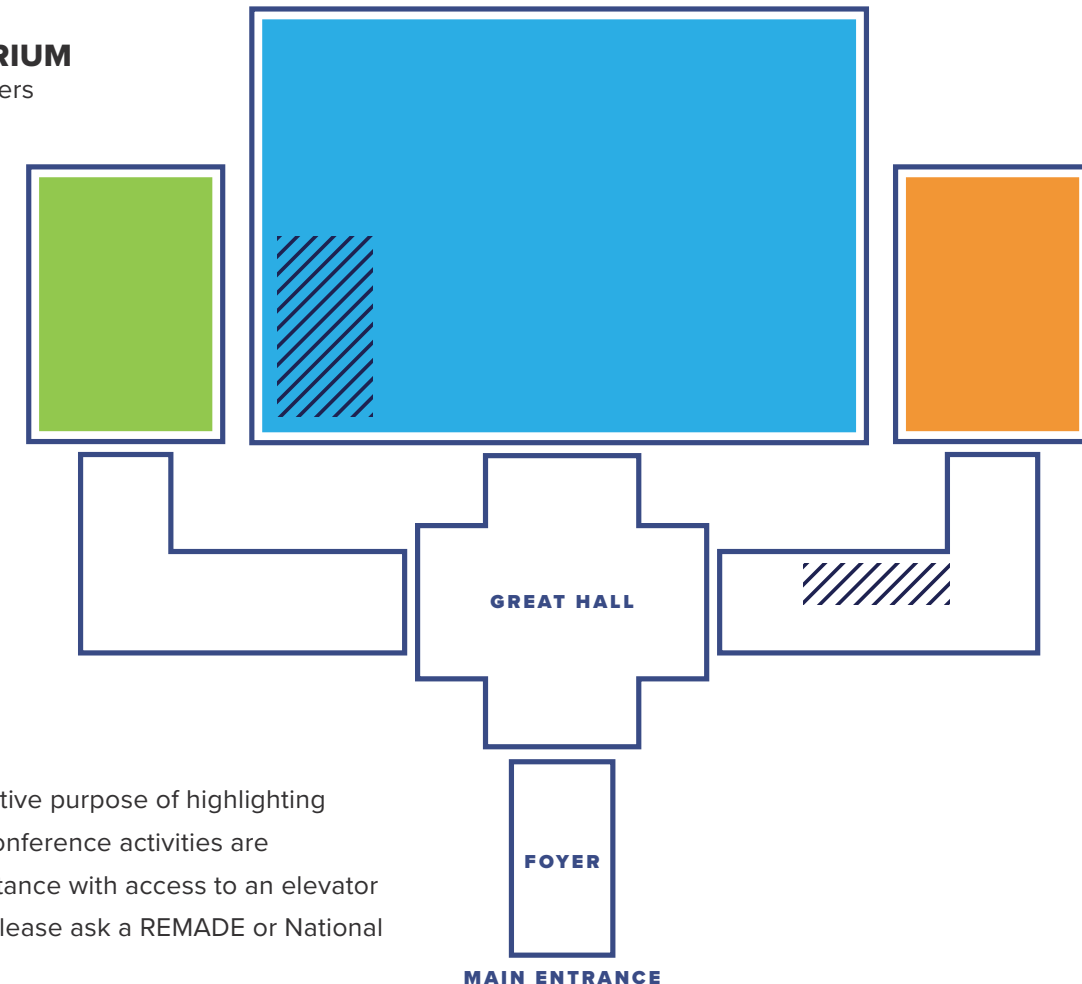 RIUM
ers
GREAT HALL
tive purpose of highlighting
onference activities are
tance with access to an elevator
lease ask a REMADE or National
FOYER
MAIN ENTRANCE